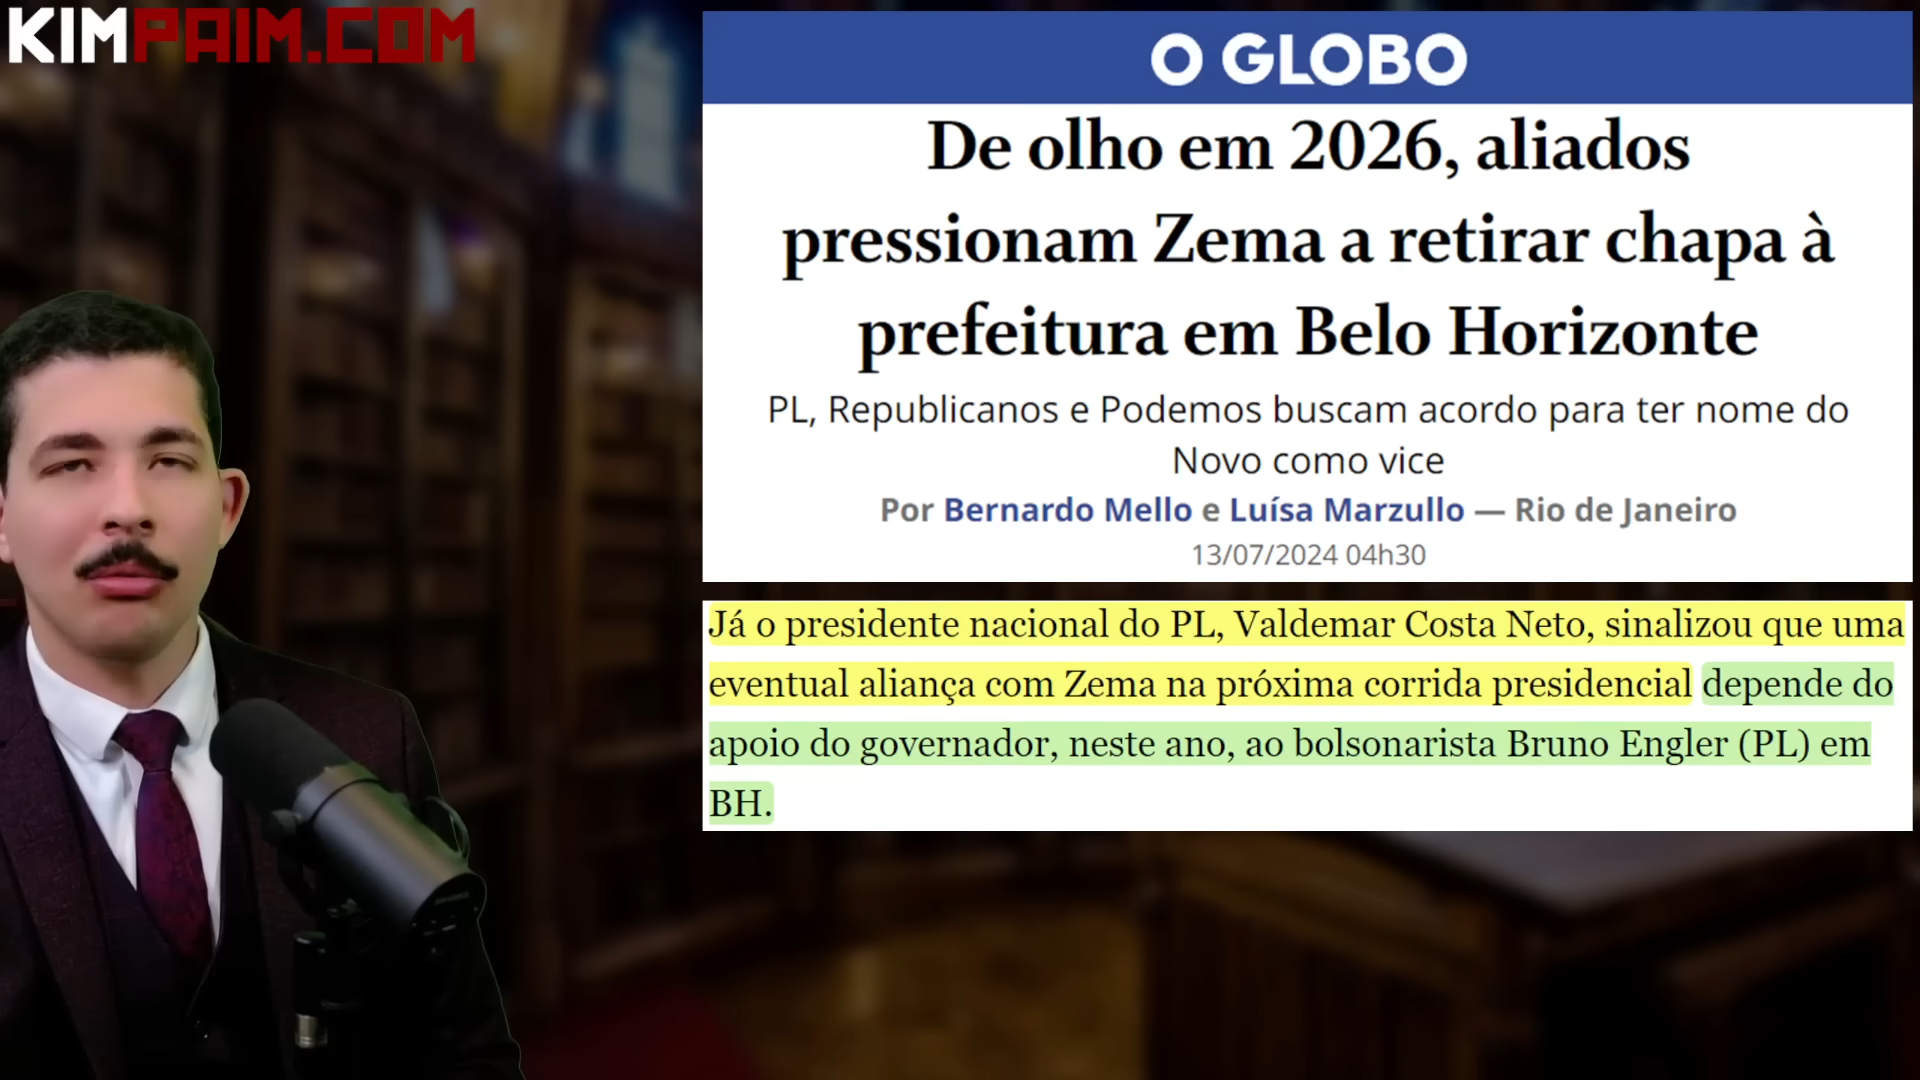 KIMPAIM.COM
O GLOBO
De olho em 2026, aliados
pressionam Zema a retirar chapa à
prefeitura em Belo Horizonte
PL, Republicanos e Podemos buscam acordo para ter nome do
Novo como vice
Por Bernardo Mello e Luísa Marzullo — Rio de Janeiro
13/07/2024 04h30
Já o presidente nacional do PL, Valdemar Costa Neto, sinalizou que uma
eventual aliança com Zema na próxima corrida presidencial depende do
apoio do governador, neste ano, ao bolsonarista Bruno Engler (PL) em
BH.